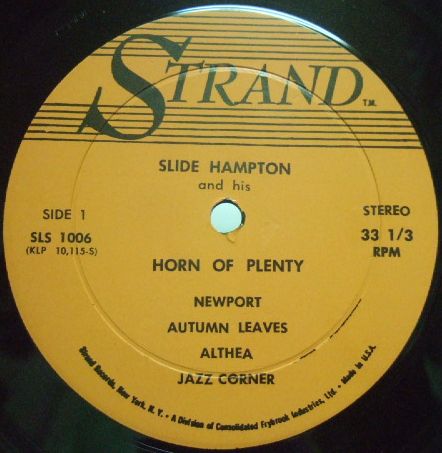 STRAND T.M.
SLIDE HAMPTON
and his
SIDE 1
STEREO
SLS 1006
33 1/3
(KLP 10,115-S)
RPM
HORN OF PLENTY
NEWPORT
AUTUMN LEAVES
ALTHEA
JAZZ CORNER
Strand Records, New York, N. Y. • A Division of Consolidated Frybrook Industries, Ltd. • Made in U.S.A.